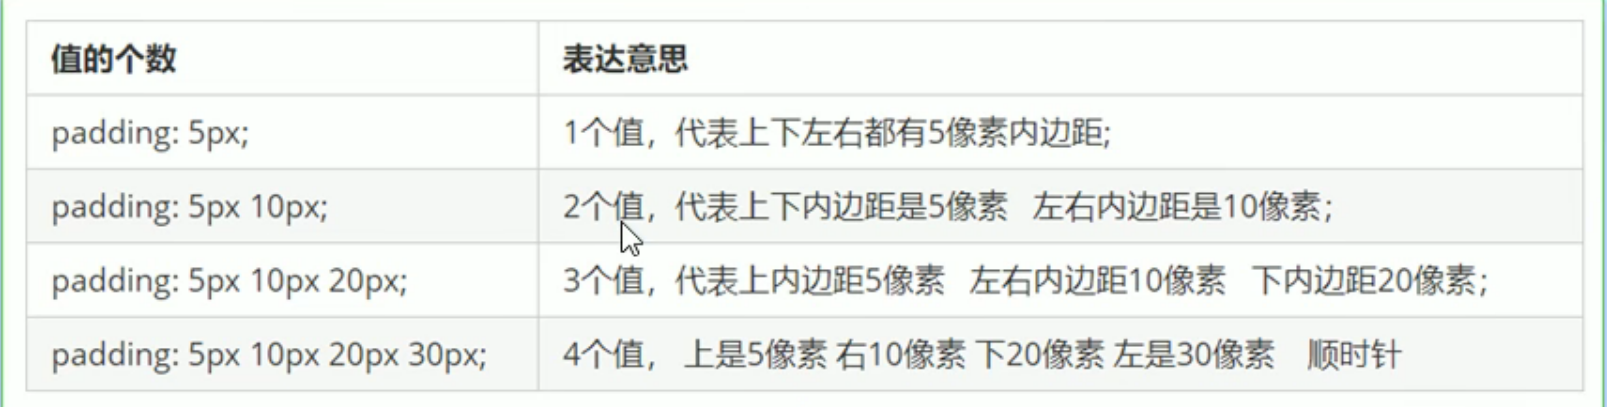 值的个数 表达意思
padding: 5px; 1个值，代表上下左右都有5像素内边距;
padding: 5px 10px; 2个值，代表上下内边距是5像素 左右内边距是10像素；
padding: 5px 10px 20px; 3个值，代表上内边距5像素 左右内边距10像素 下内边距20像素；
padding: 5px 10px 20px 30px; 4个值， 上是5像素 右10像素 下20像素 左是30像素 顺时针